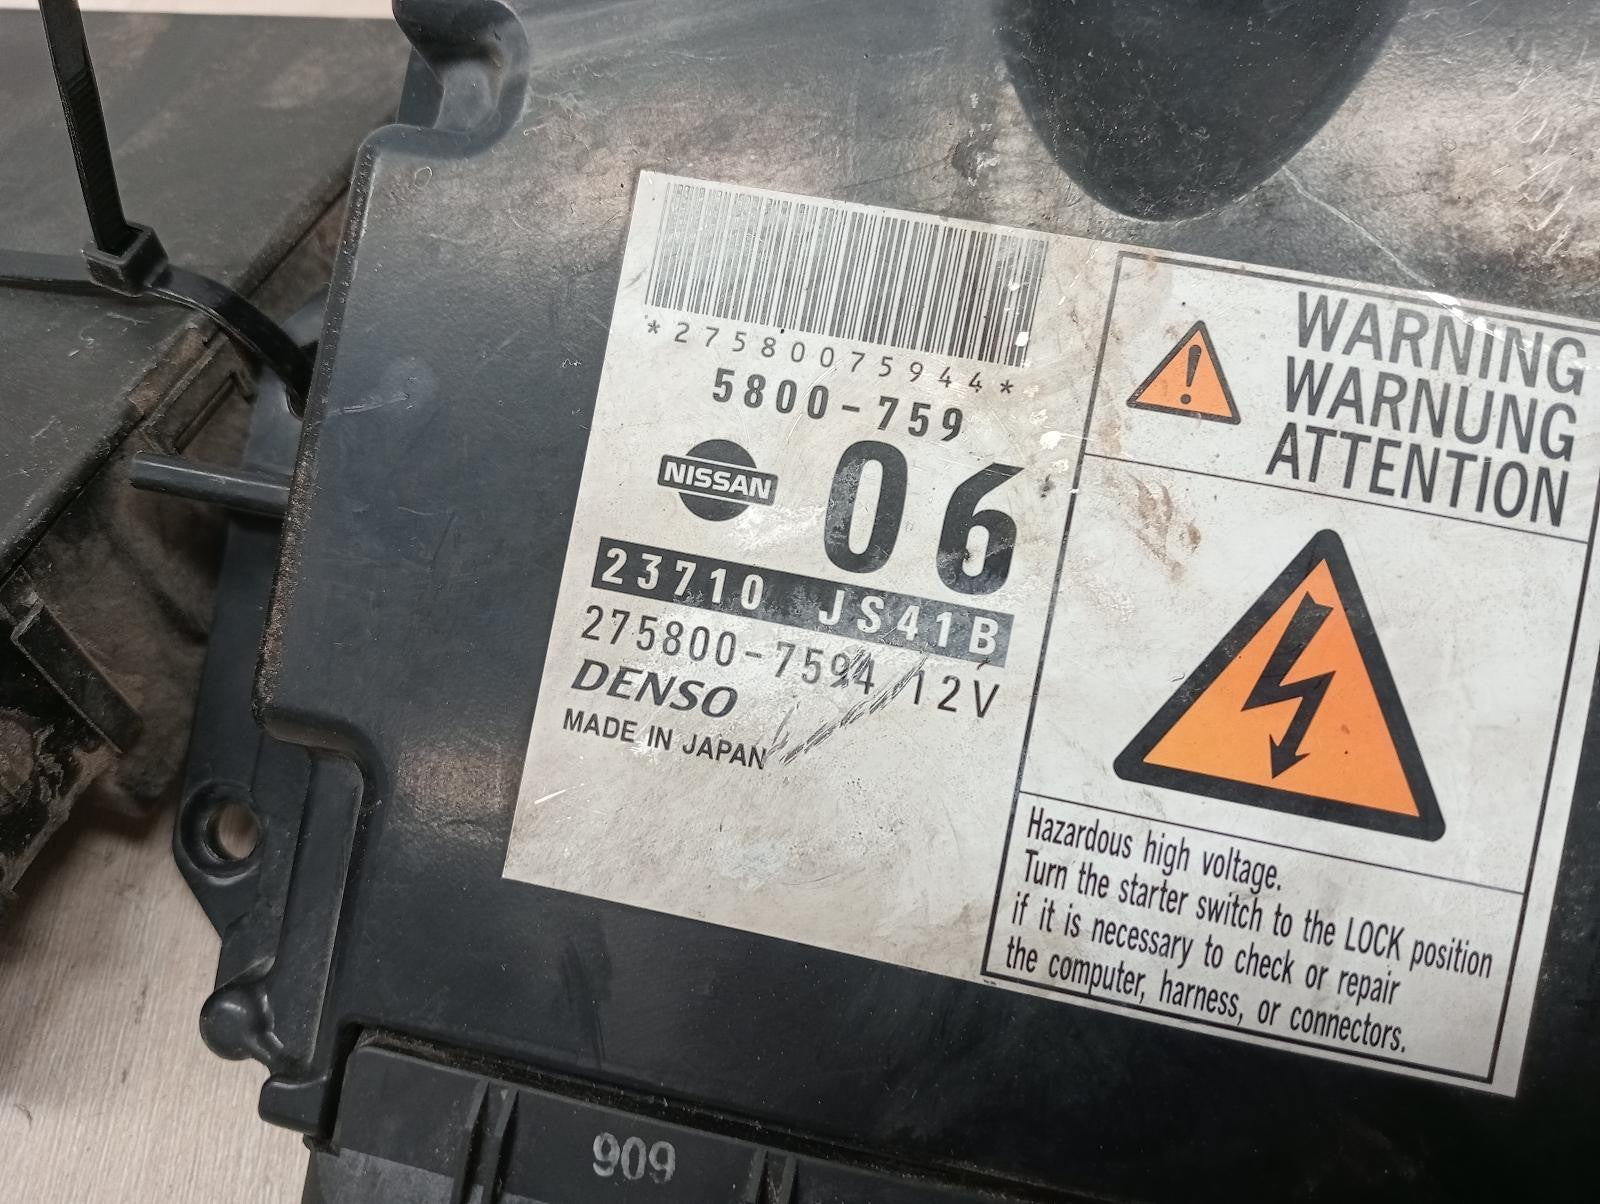 *27580075944*
5800-759
NISSAN
06
23710 JS41B
275800-7594 12V
DENSO
MADE IN JAPAN
WARNING
WARNUNG
ATTENTION
Hazardous high voltage.
Turn the starter switch to the LOCK position
if it is necessary to check or repair
the computer, harness, or connectors.
909